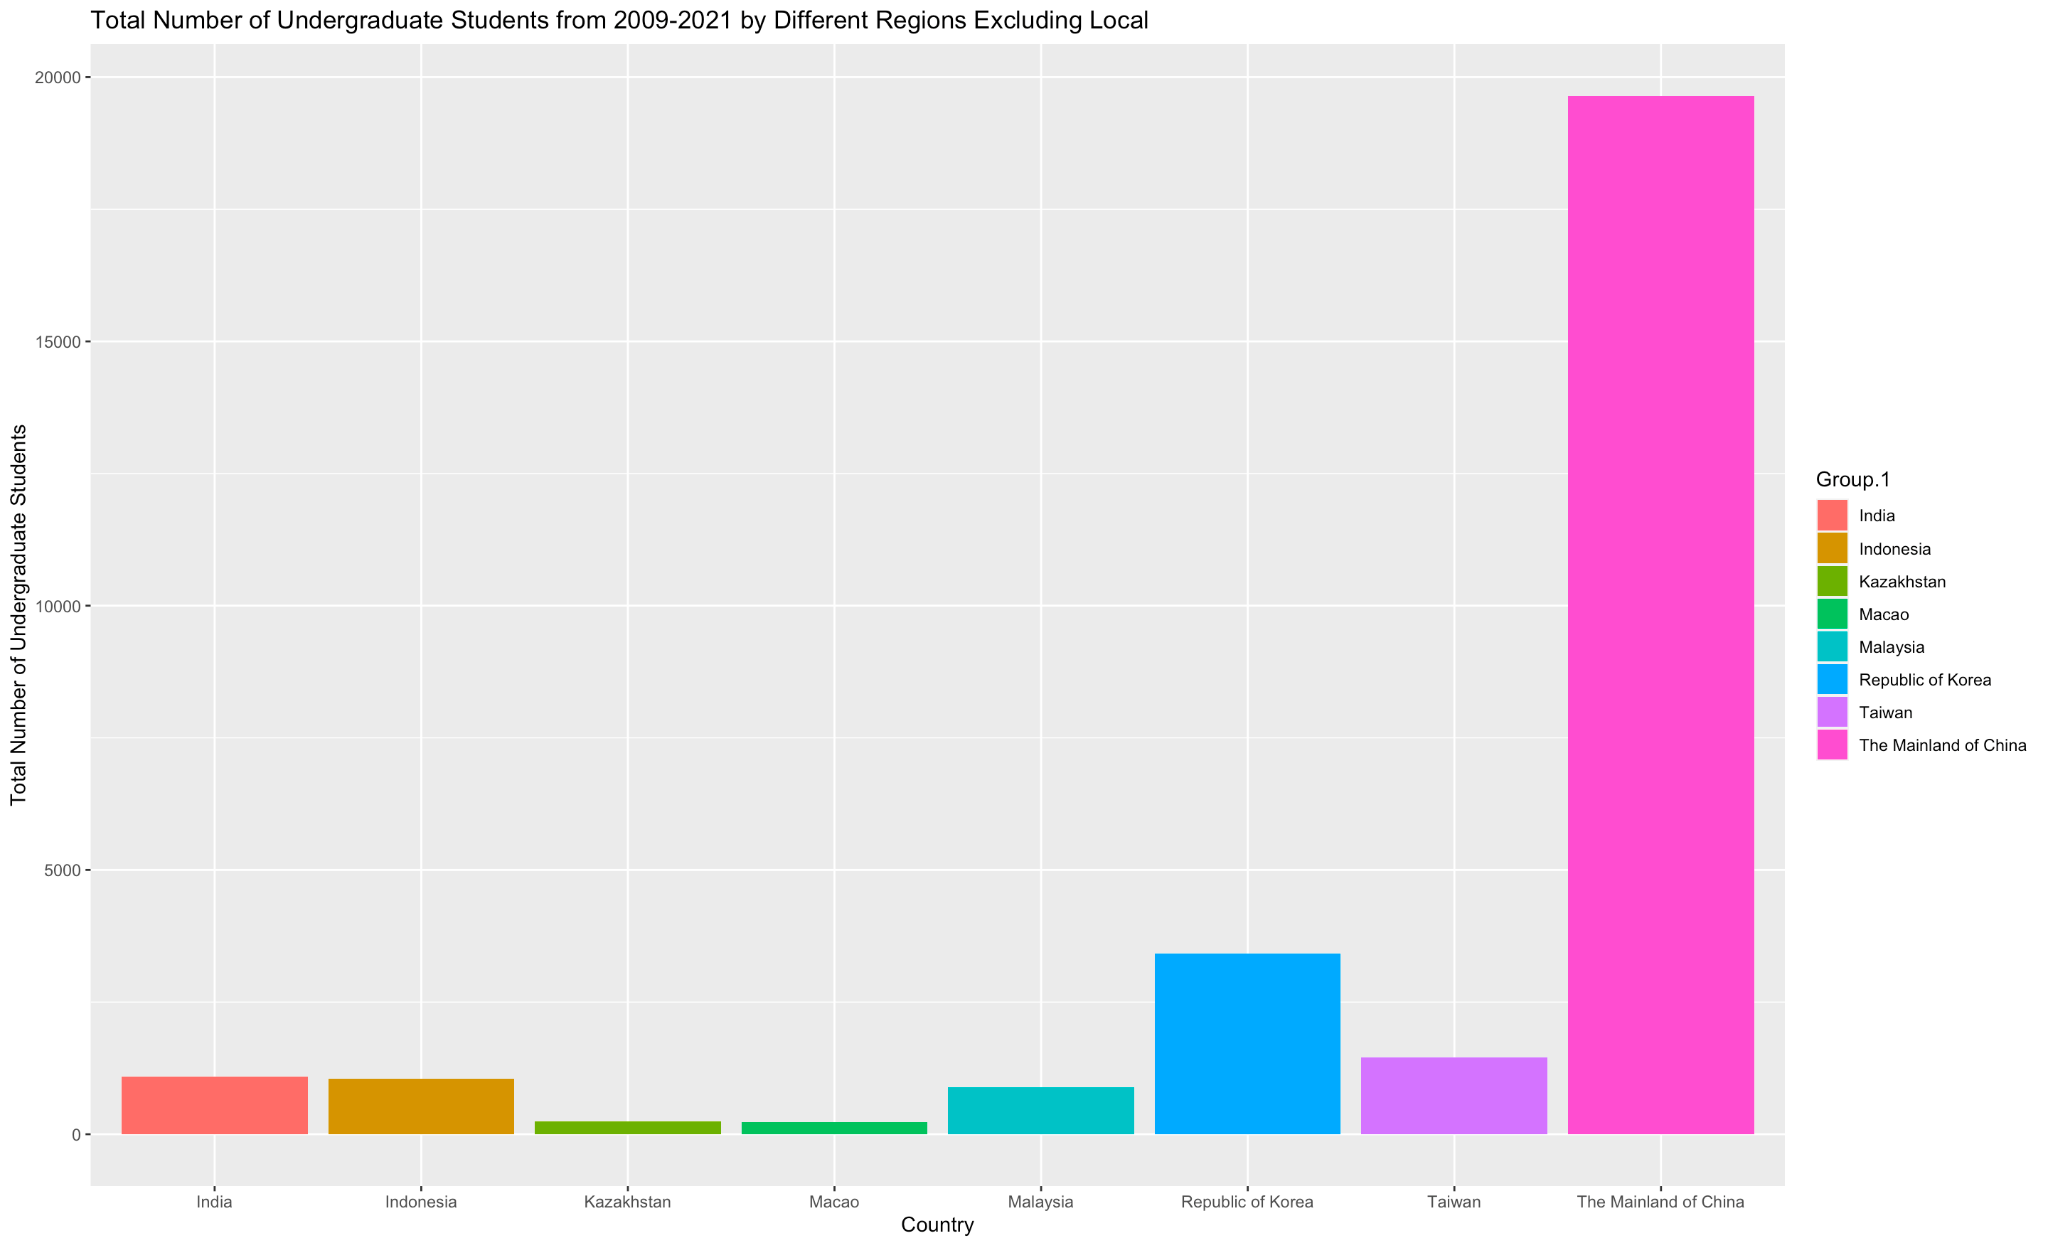 Total Number of Undergraduate Students from 2009-2021 by Different Regions Excluding Local
Total Number of Undergraduate Students
20000
15000
10000
5000
0
India
Indonesia
Kazakhstan
Macao
Malaysia
Republic of Korea
Taiwan
The Mainland of China
Country
Group.1
India
Indonesia
Kazakhstan
Macao
Malaysia
Republic of Korea
Taiwan
The Mainland of China